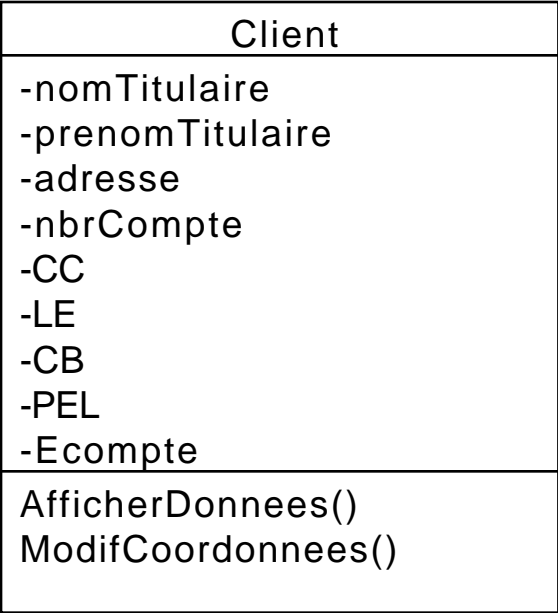 Client
-nomTitulaire
-prenomTitulaire
-adresse
-nbrCompte
-CC
-LE
-CB
-PEL
-Ecompte
AfficherDonnees()
ModifCoordonnees()